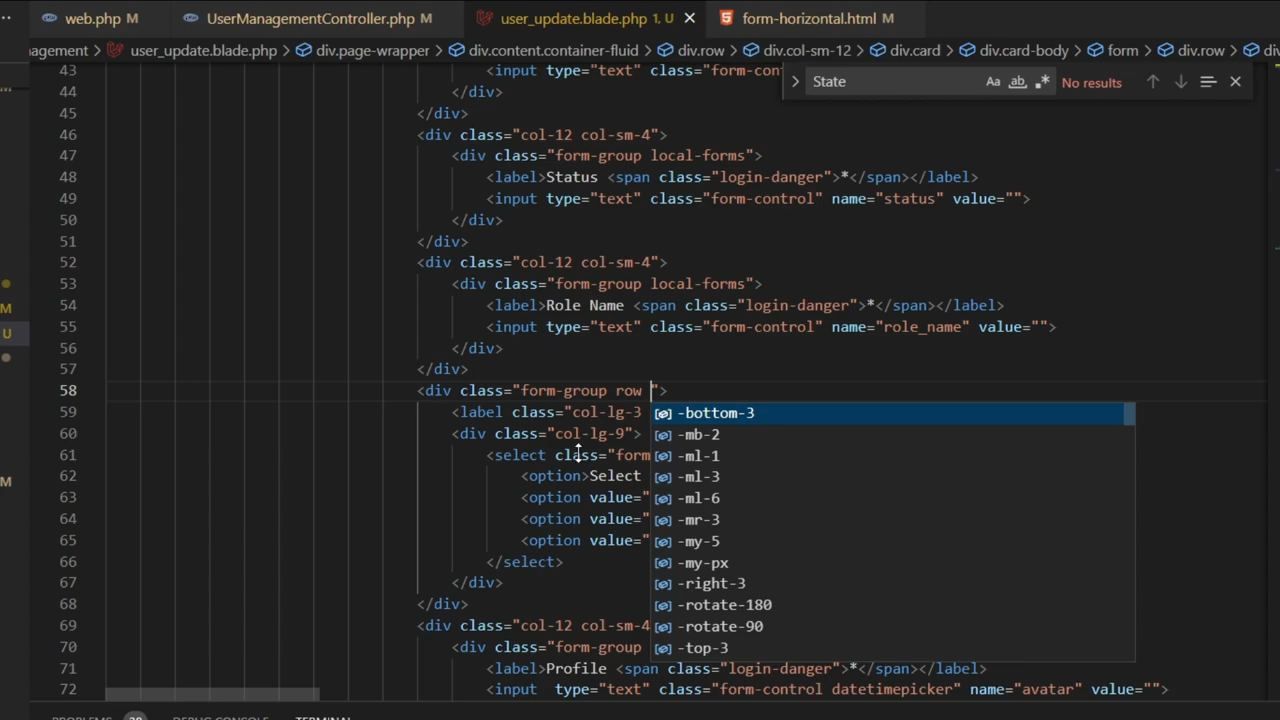 web.php M
UserManagementController.php M
user_update.blade.php 1, U
form-horizontal.html M
nagement > user_update.blade.php > div.page-wrapper > div.content.container-fluid > div.row > div.col-sm-12 > div.card > div.card-body > form > div.row >
State
Aa ab .* No results
43 <input type="text" class="form-cont
44 </div>
45 </div>
46 <div class="col-12 col-sm-4">
47 <div class="form-group local-forms">
48 <label>Status <span class="login-danger">*</span></label>
49 <input type="text" class="form-control" name="status" value="">
50 </div>
51 </div>
52 <div class="col-12 col-sm-4">
53 <div class="form-group local-forms">
54 <label>Role Name <span class="login-danger">*</span></label>
55 <input type="text" class="form-control" name="role_name" value="">
56 </div>
57 </div>
58 <div class="form-group row ">
59 <label class="col-lg-3
60 <div class="col-lg-9">
61 <select class="form
62 <option>Select
63 <option value="
64 <option value="
65 <option value="
66 </select>
67 </div>
68 </div>
69 <div class="col-12 col-sm-4
70 <div class="form-group
71 <label>Profile <span class="login-danger">*</span></label>
72 <input type="text" class="form-control datetimepicker" name="avatar" value="">
-bottom-3
-mb-2
-ml-1
-ml-3
-ml-6
-mr-3
-my-5
-my-px
-right-3
-rotate-180
-rotate-90
-top-3
M
U
M